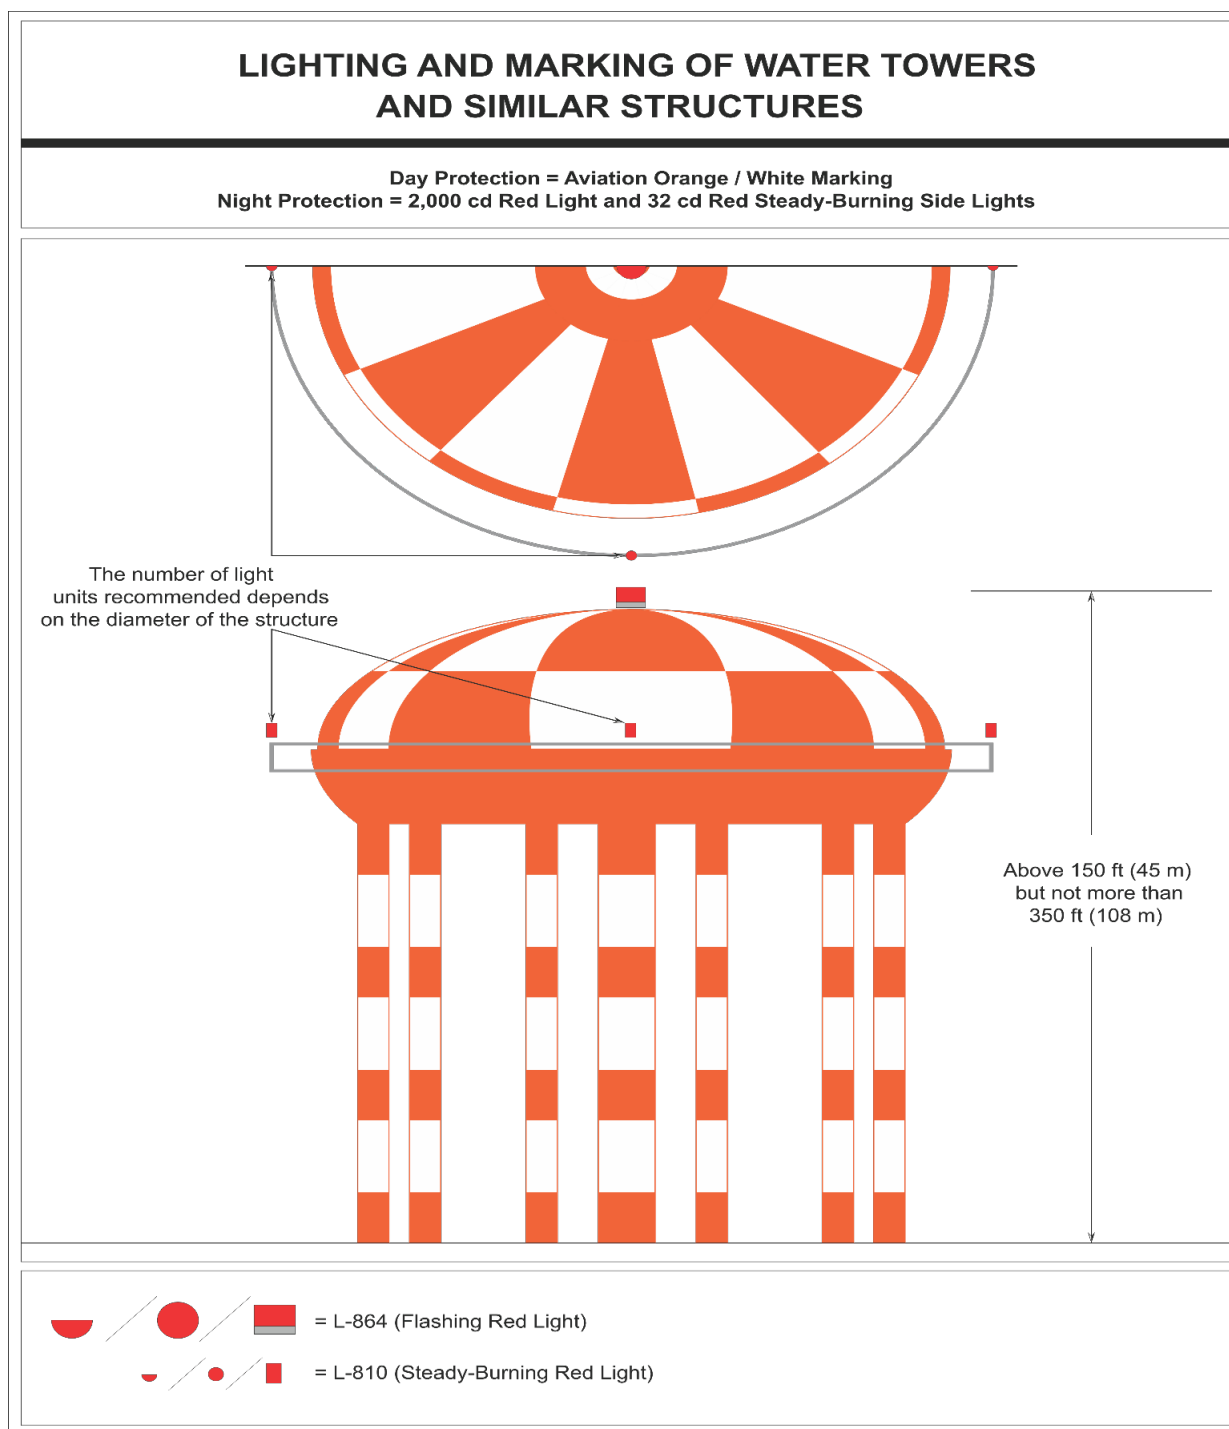 LIGHTING AND MARKING OF WATER TOWERS
AND SIMILAR STRUCTURES
Day Protection = Aviation Orange / White Marking
Night Protection = 2,000 cd Red Light and 32 cd Red Steady-Burning Side Lights
The number of light
units recommended depends
on the diameter of the structure
Above 150 ft (45 m)
but not more than
350 ft (108 m)
= L-864 (Flashing Red Light)
= L-810 (Steady-Burning Red Light)